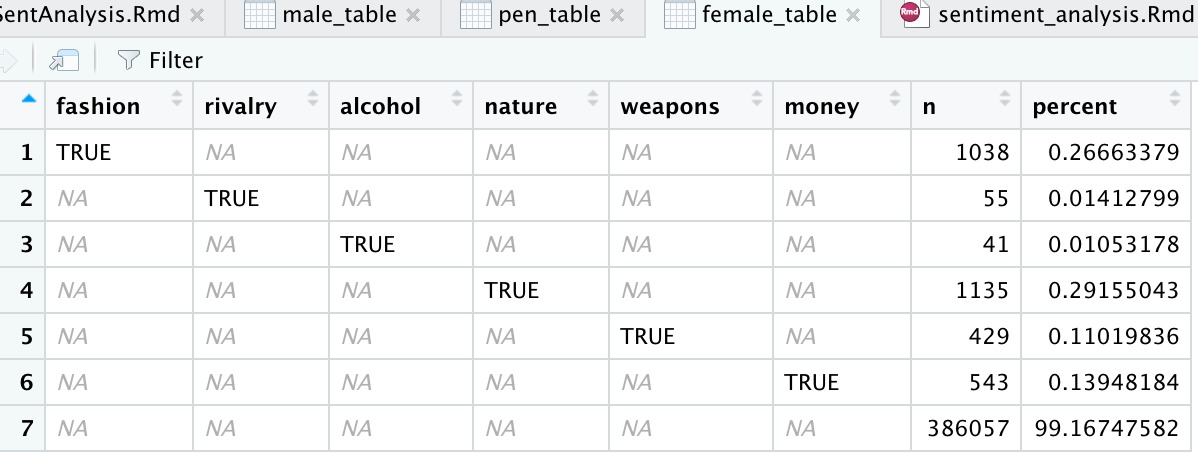 SentAnalysis.Rmd male_table pen_table female_table sentiment_analysis.Rmd
Filter
fashion rivalry alcohol nature weapons money n percent
1 TRUE NA NA NA NA NA 1038 0.26663379
2 NA TRUE NA NA NA NA 55 0.01412799
3 NA NA TRUE NA NA NA 41 0.01053178
4 NA NA NA TRUE NA NA 1135 0.29155043
5 NA NA NA NA TRUE NA 429 0.11019836
6 NA NA NA NA NA TRUE 543 0.13948184
7 NA NA NA NA NA NA 386057 99.16747582